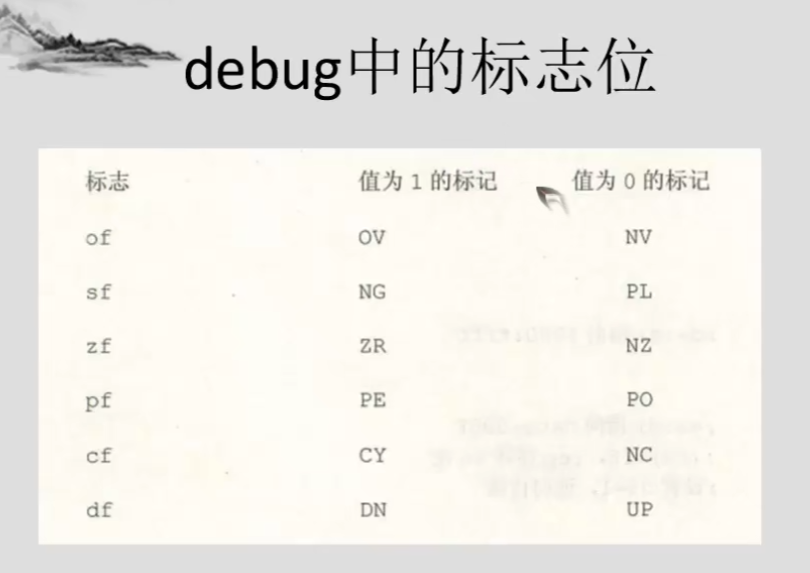 debug中的标志位
标志 值为 1 的标记 值为 0 的标记
of OV NV
sf NG PL
zf ZR NZ
pf PE PO
cf CY NC
df DN UP